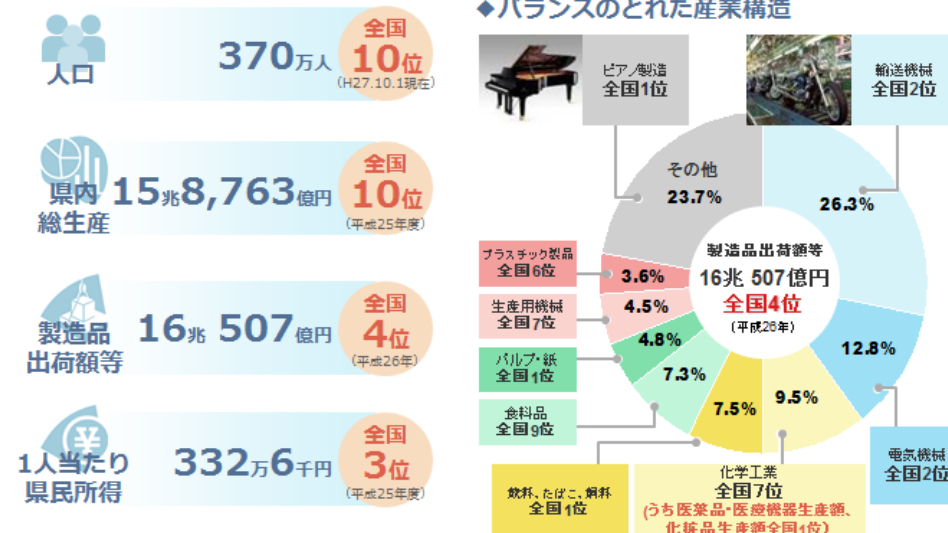 人口
370万人
全国
10位
(H27.10.1現在)
県内
総生産
15兆8,763億円
全国
10位
(平成25年度)
製造品
出荷額等
16兆 507億円
全国
4位
(平成26年)
1人当たり
県民所得
332万6千円
全国
3位
(平成25年度)
◆バランスのとれた産業構造
ピアノ製造
全国1位
輸送機械
全国2位
その他
23.7%
26.3%
プラスチック製品
全国6位
3.6%
生産用機械
全国7位
4.5%
パルプ・紙
全国1位
4.8%
食料品
全国9位
7.3%
7.5%
9.5%
12.8%
製造品出荷額等
16兆 507億円
全国4位
(平成26年)
電気機械
全国2位
飲料、たばこ、飼料
全国1位
化学工業
全国7位
(うち医薬品・医療機器生産額、
化粧品生産額全国1位)